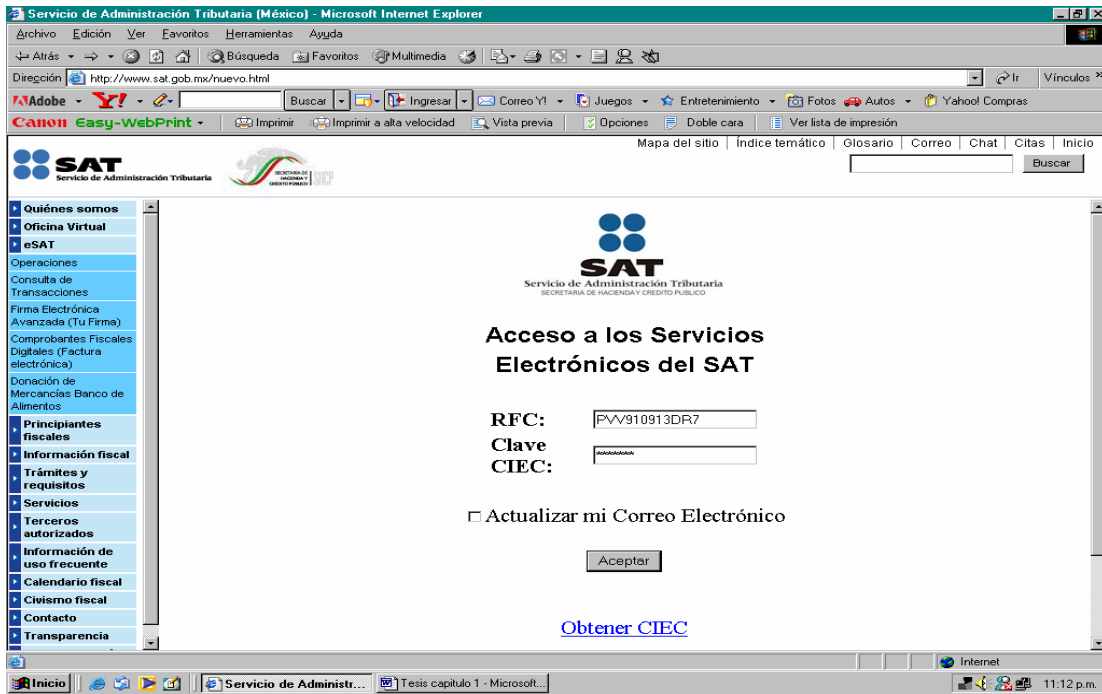 Servicio de Administración Tributaria (México) - Microsoft Internet Explorer
Archivo Edición Ver Favoritos Herramientas Ayuda
Atrás Búsqueda Favoritos Multimedia
Dirección http://www.sat.gob.mx/nuevo.html Ir Vínculos »
Adobe Y! Buscar Ingresar Correo Y! Juegos Entretenimiento Fotos Autos Yahoo! Compras
Canon Easy-WebPrint Imprimir Imprimir a alta velocidad Vista previa Opciones Doble cara Ver lista de impresión
Mapa del sitio | Índice temático | Glosario | Correo | Chat | Citas | Inicio
Buscar
SAT
Servicio de Administración Tributaria
SECRETARIA DE
HACIENDA Y
CRÉDITO PUBLICO
SHCP
Quiénes somos
Oficina Virtual
eSAT
Operaciones
Consulta de
Transacciones
Firma Electrónica
Avanzada (Tu Firma)
Comprobantes Fiscales
Digitales (Factura
electrónica)
Donación de
Mercancías Banco de
Alimentos
Principiantes
fiscales
Información fiscal
Trámites y
requisitos
Servicios
Terceros
autorizados
Información de
uso frecuente
Calendario fiscal
Civismo fiscal
Contacto
Transparencia
SAT
Servicio de Administración Tributaria
SECRETARIA DE HACIENDA Y CREDITO PUBLICO
Acceso a los Servicios
Electrónicos del SAT
RFC: PVV910913DR7
Clave
CIEC: ********
Actualizar mi Correo Electrónico
Aceptar
Obtener CIEC
Internet
Inicio Servicio de Administr... Tesis capitulo 1 - Microsoft... 11:12 p.m.